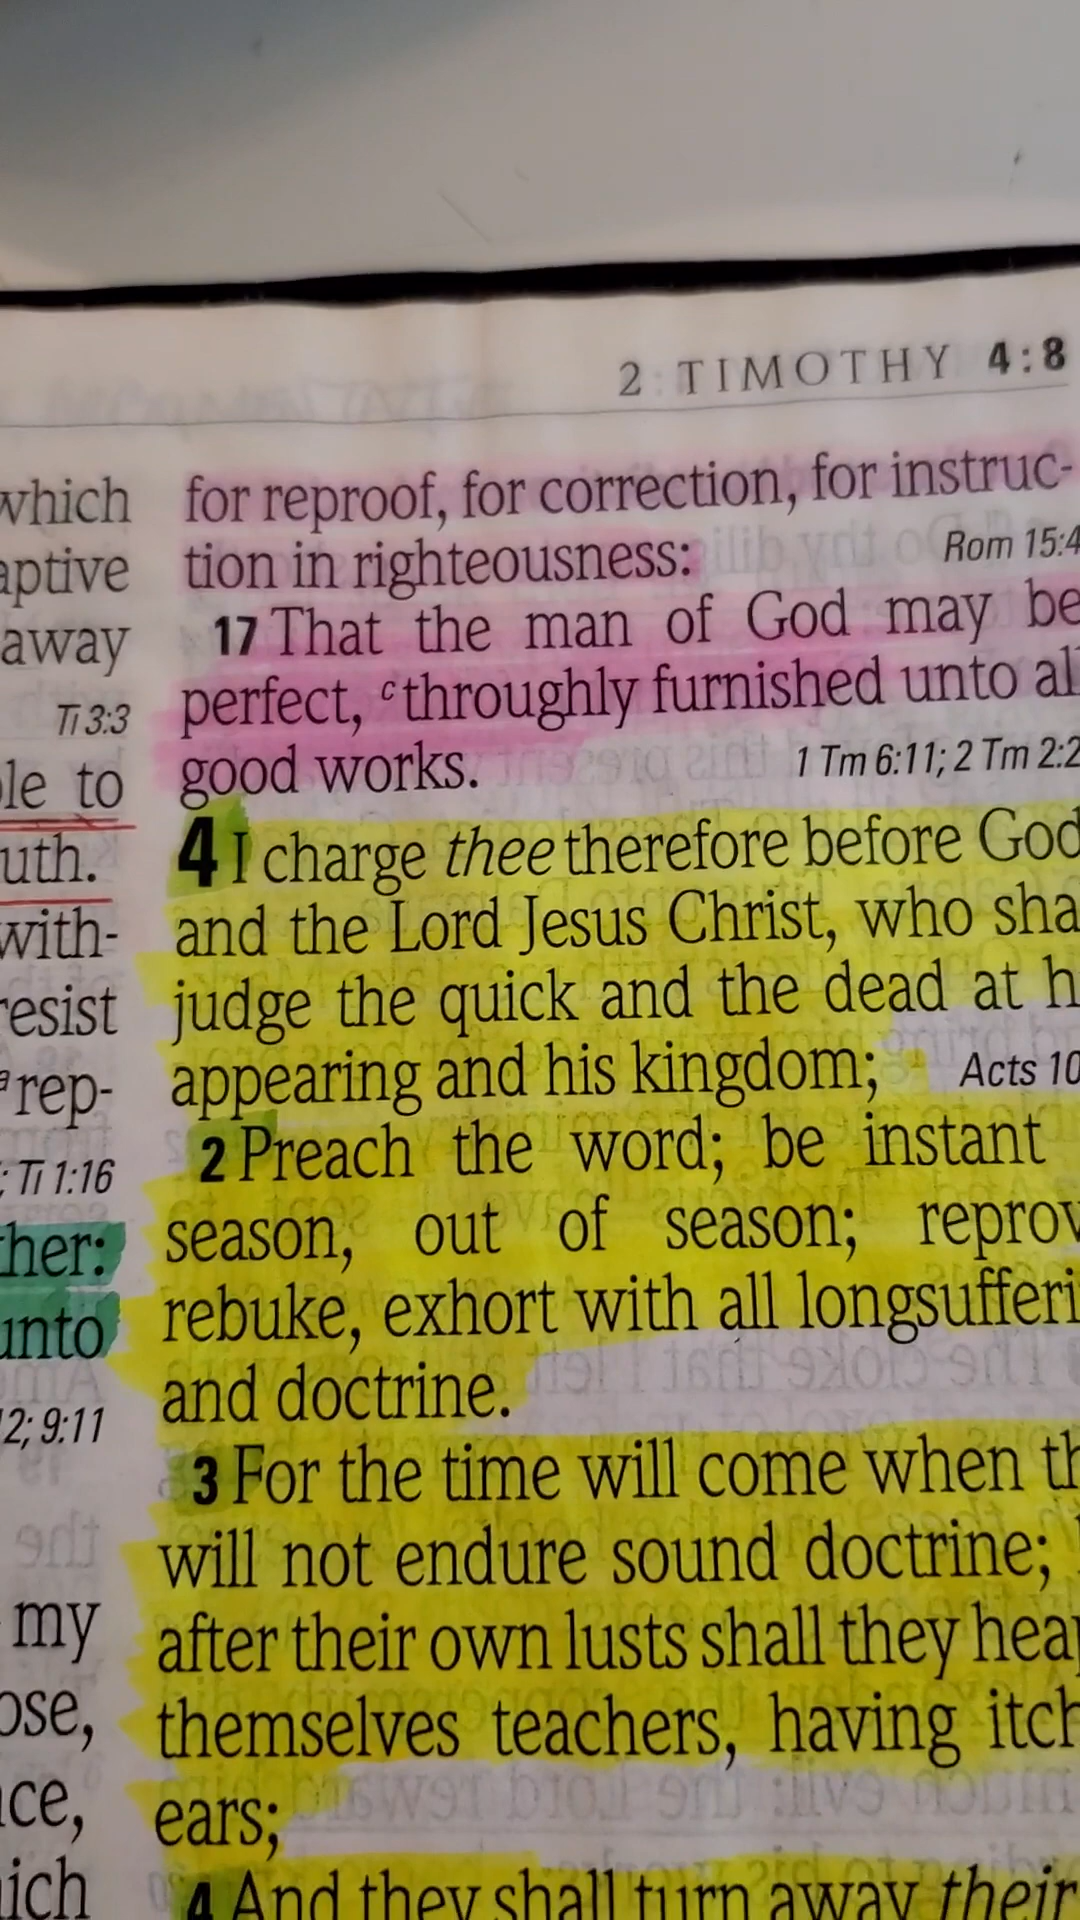 2 TIMOTHY 4:8
which
aptive
away
Ti 3:3
le to
uth.
with-
resist
a rep-
; Ti 1:16
her:
unto
12; 9:11
my
ose,
ce,
ich
for reproof, for correction, for instruc-
tion in righteousness: Rom 15:4
17 That the man of God may be
perfect, c throughly furnished unto al
good works. 1 Tm 6:11; 2 Tm 2:2
4 I charge thee therefore before God
and the Lord Jesus Christ, who sha
judge the quick and the dead at h
appearing and his kingdom; Acts 10
2 Preach the word; be instant
season, out of season; reprov
rebuke, exhort with all longsufferi
and doctrine.
3 For the time will come when th
will not endure sound doctrine;
after their own lusts shall they hea
themselves teachers, having itch
ears;
4 And they shall turn away their